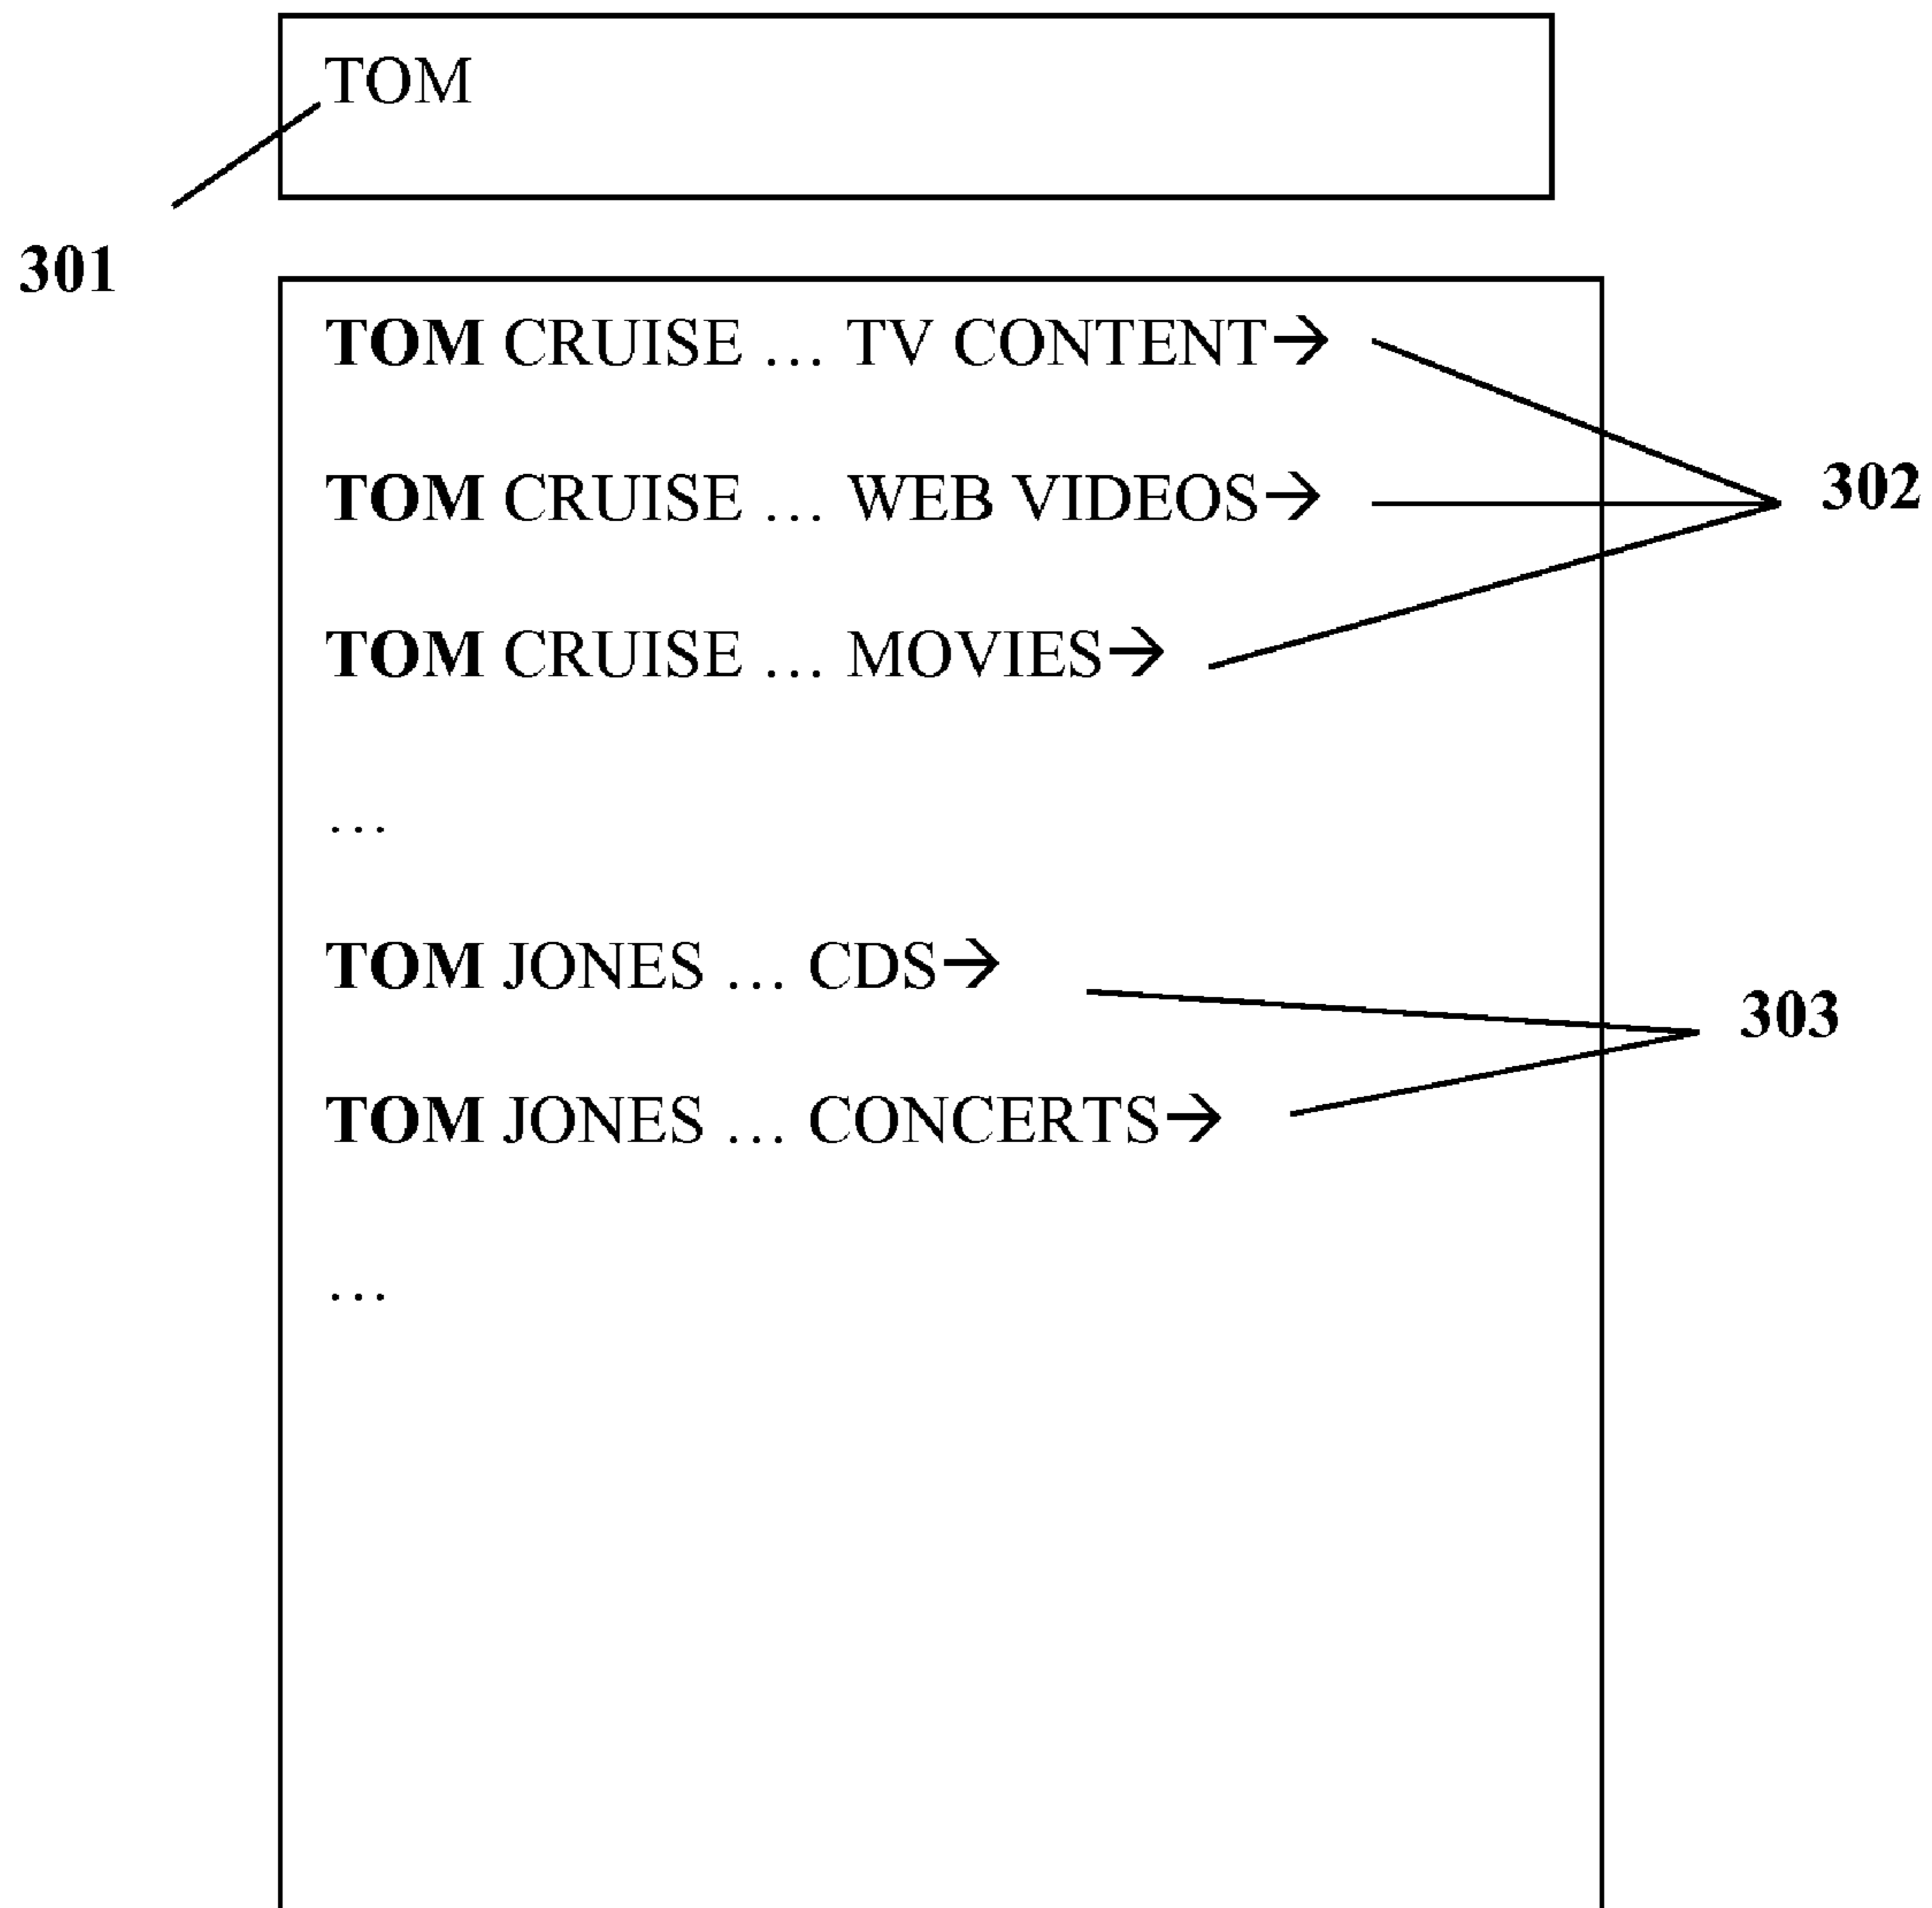 TOM
301
TOM CRUISE ... TV CONTENT→
TOM CRUISE ... WEB VIDEOS→
302
TOM CRUISE ... MOVIES→
...
TOM JONES ... CDS→
303
TOM JONES ... CONCERTS→
...